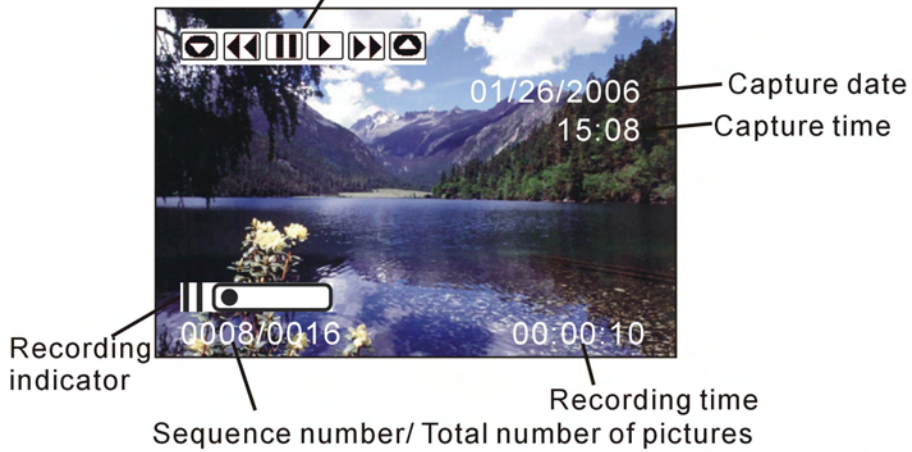 01/26/2006
Capture date
15:08
Capture time
0008/0016
00:00:10
Recording
indicator
Recording time
Sequence number/ Total number of pictures